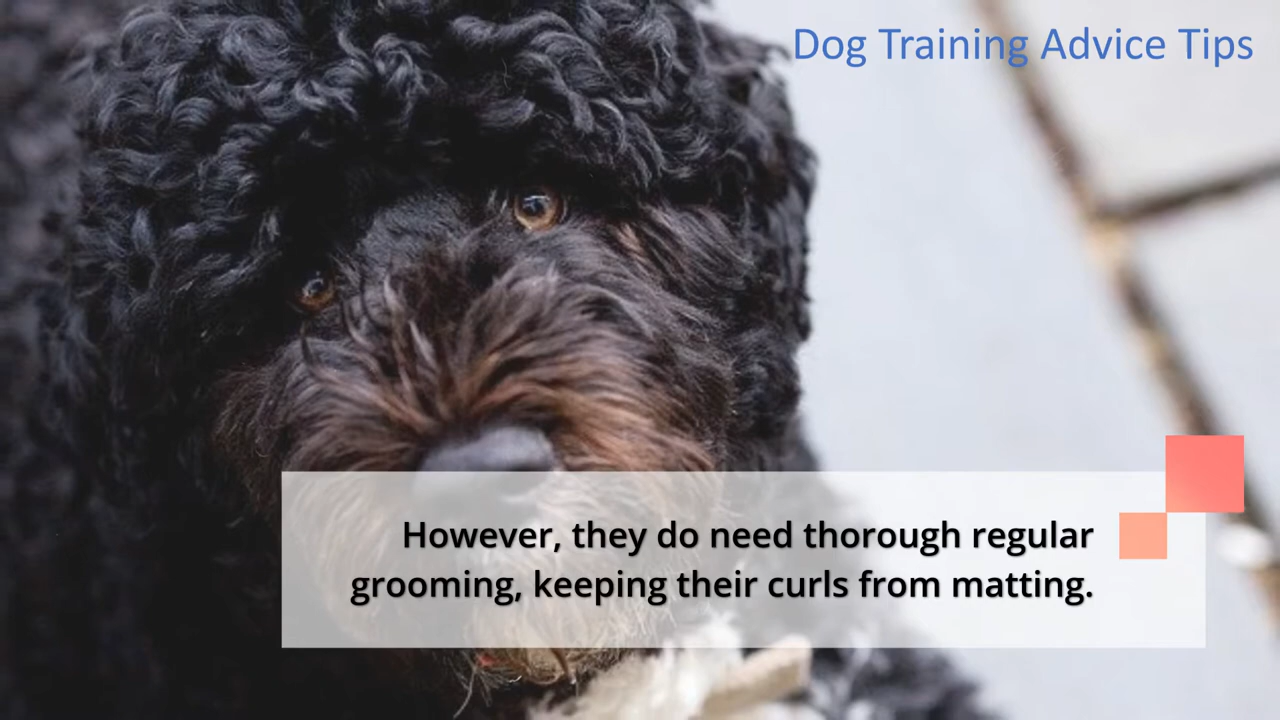 Dog Training Advice Tips
However, they do need thorough regular
grooming, keeping their curls from matting.